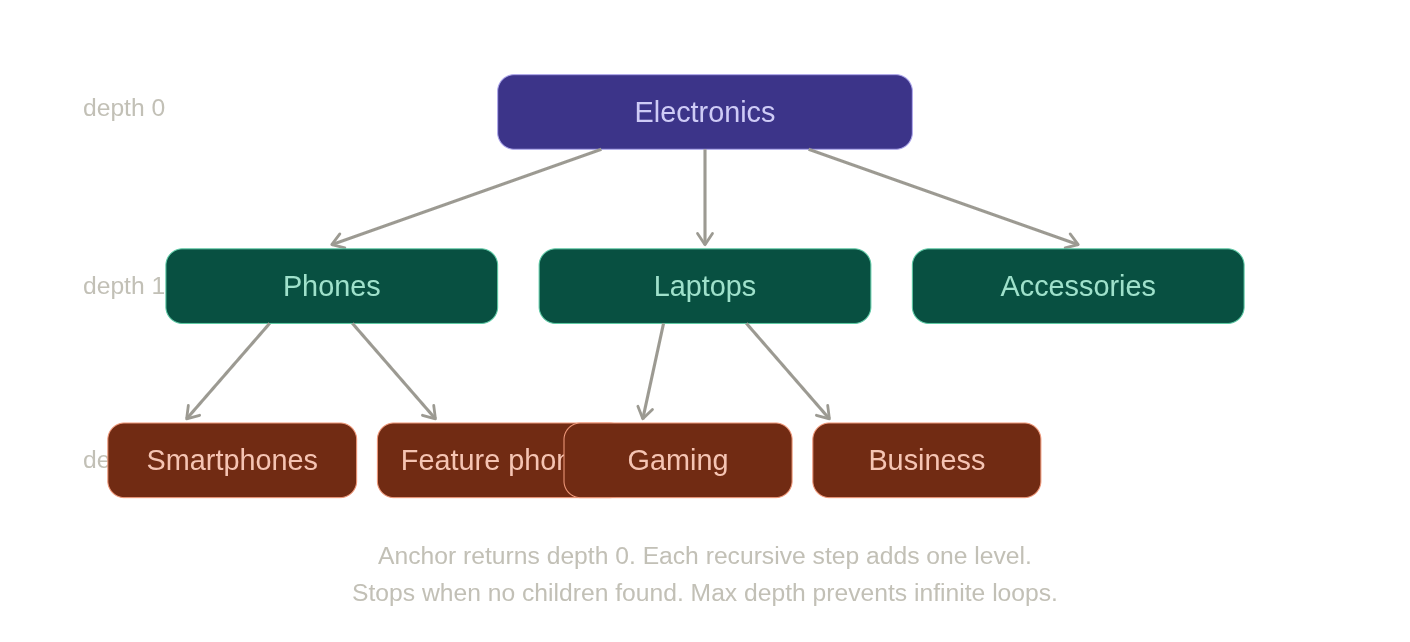 depth 0
Electronics
depth 1
Phones
Laptops
Accessories
Smartphones
Feature
Gaming
Business
Anchor returns depth 0. Each recursive step adds one level.
Stops when no children found. Max depth prevents infinite loops.